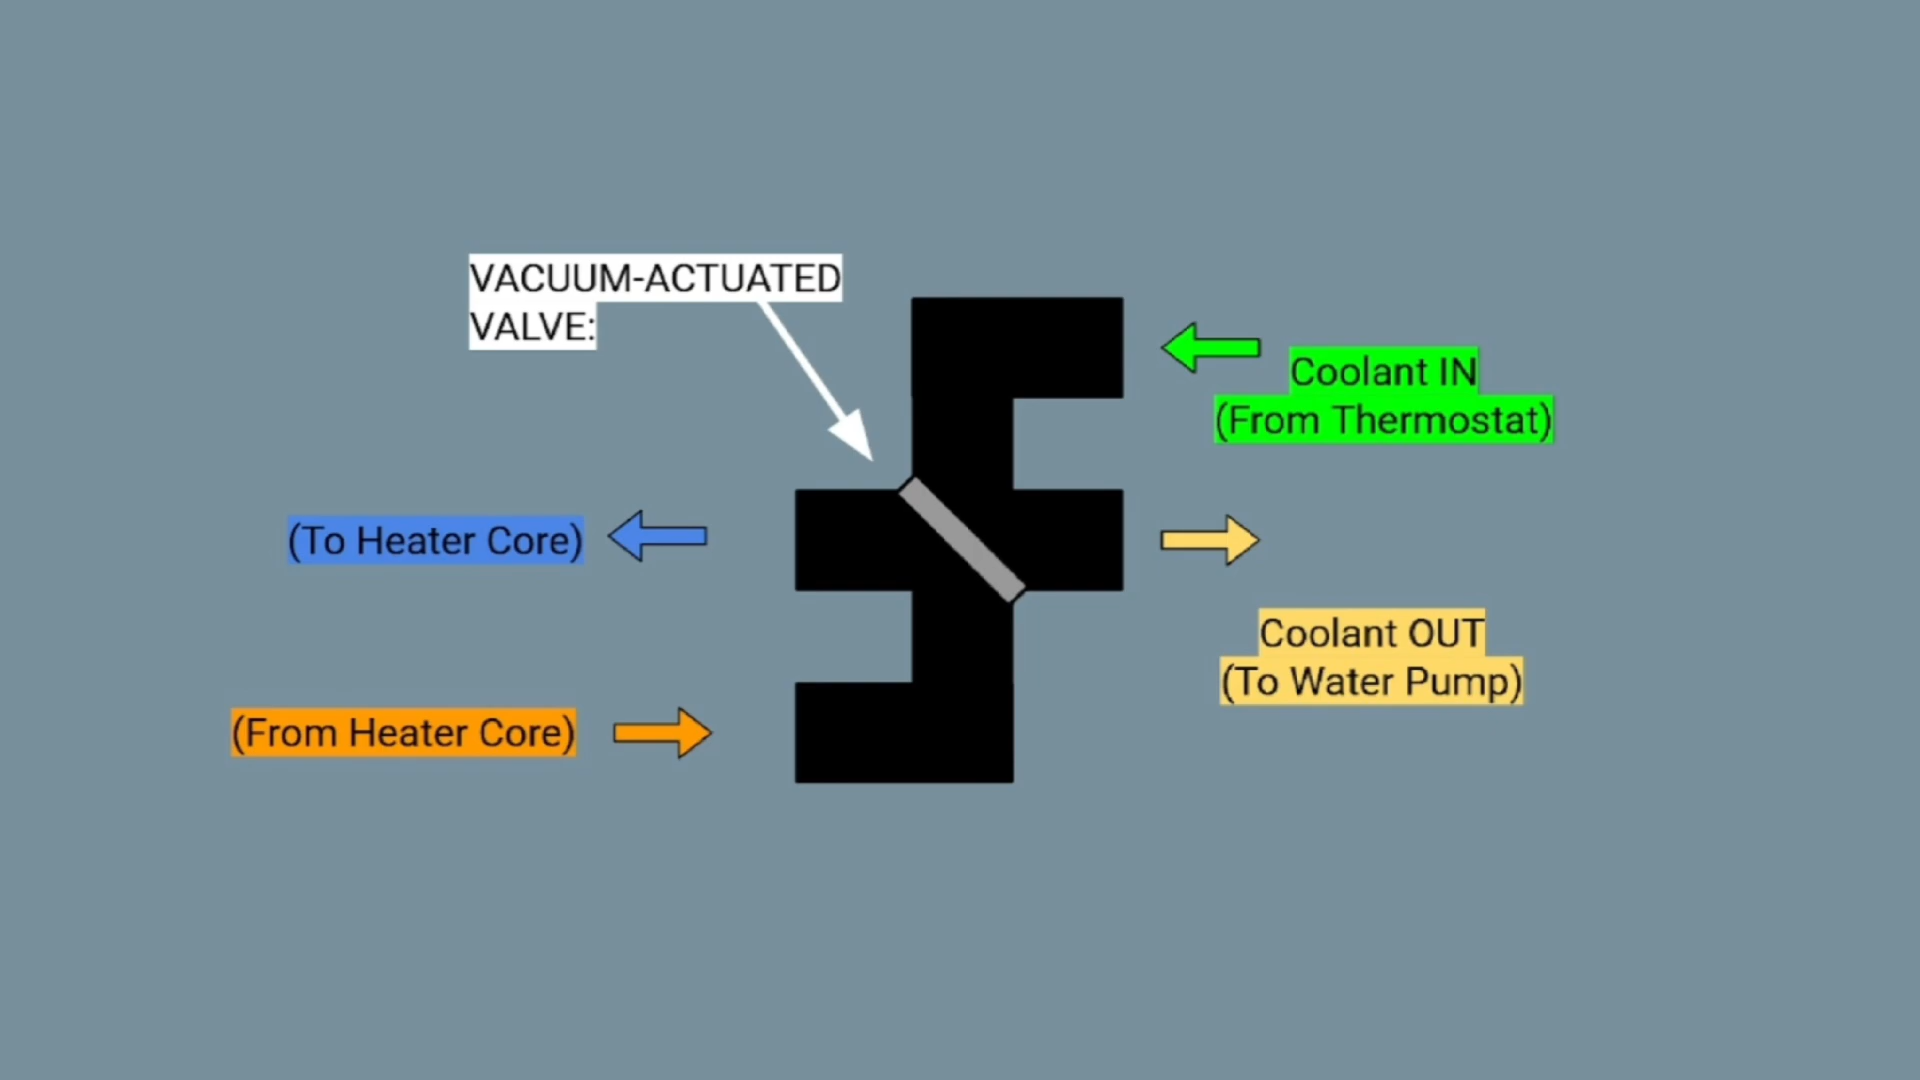 VACUUM-ACTUATED
VALVE:
Coolant IN
(From Thermostat)
(To Heater Core)
Coolant OUT
(To Water Pump)
(From Heater Core)